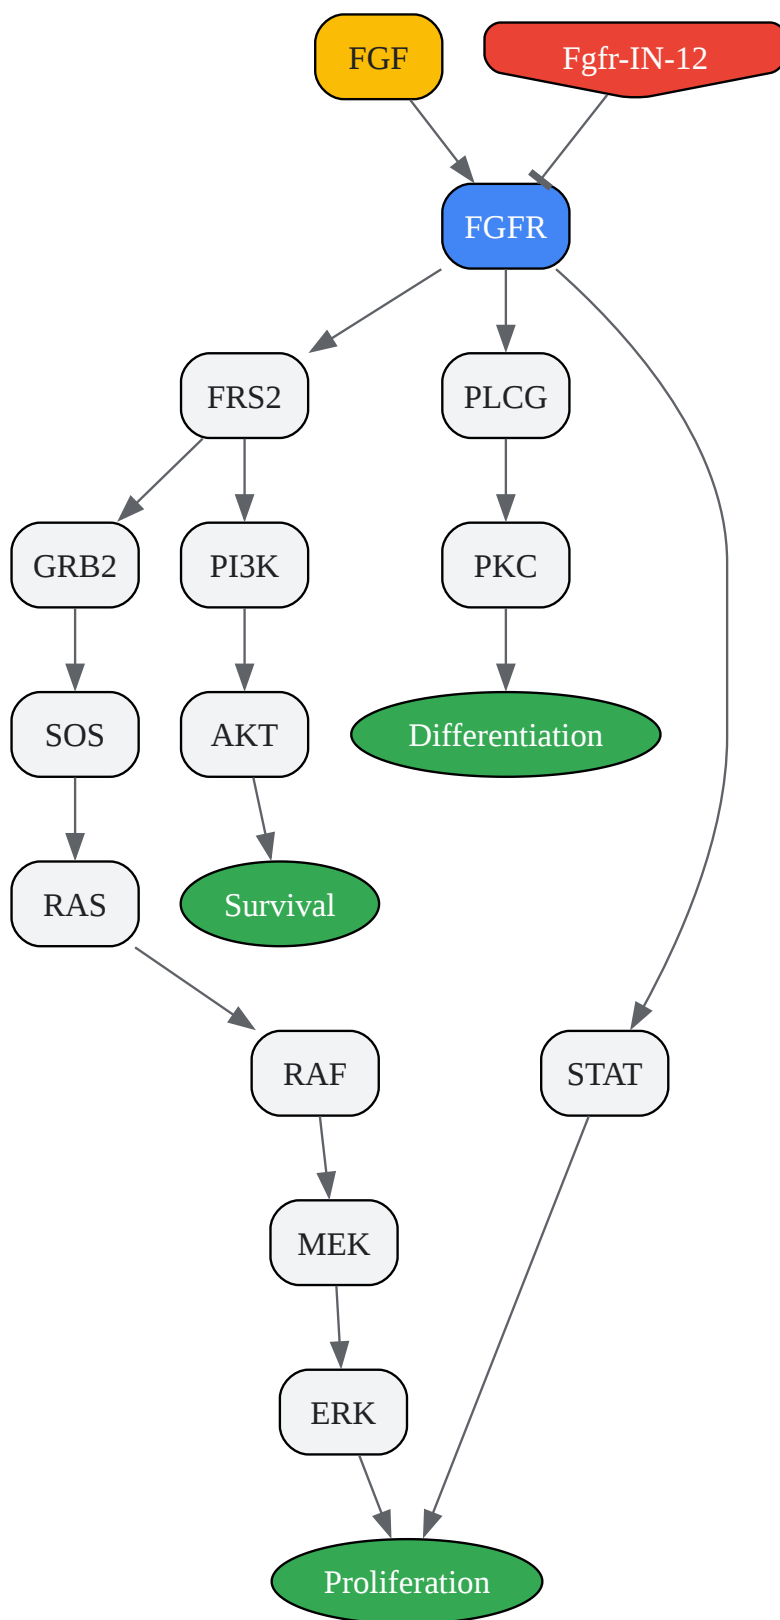 FGF
Fgfr-IN-12
FGFR
FRS2
PLCG
GRB2
PI3K
PKC
SOS
AKT
Differentiation
RAS
Survival
RAF
STAT
MEK
ERK
Proliferation